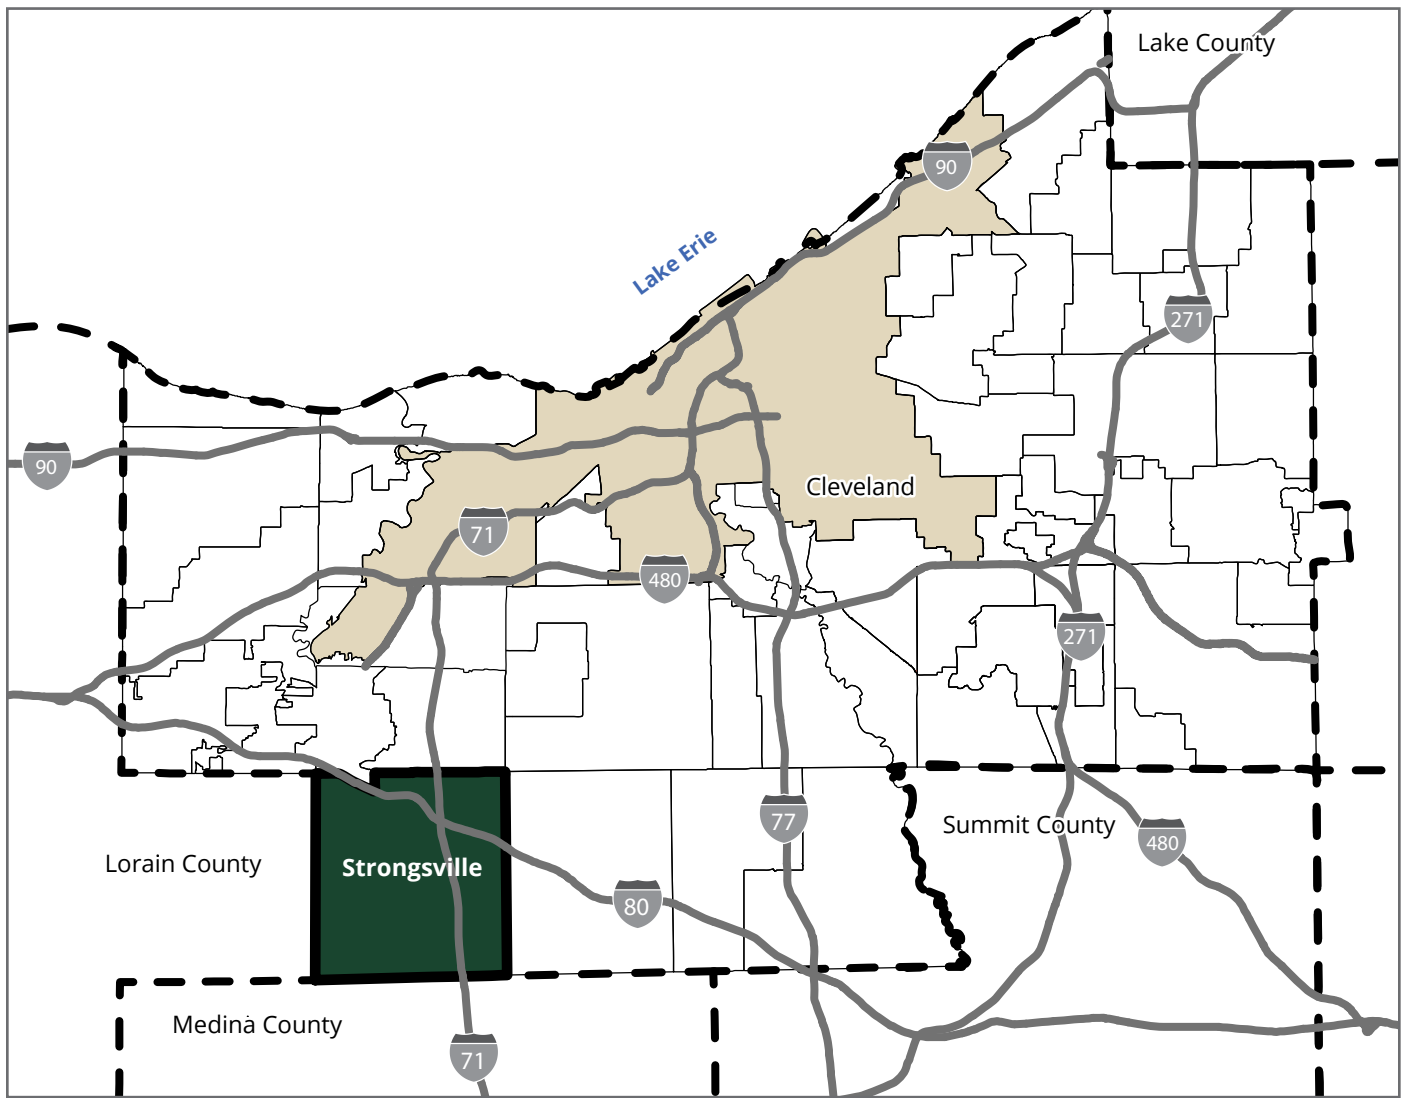 Lake County
90
Lake Erie
271
90
Cleveland
71
480
271
77
Summit County
480
Lorain County
Strongsville
80
Medina County
71